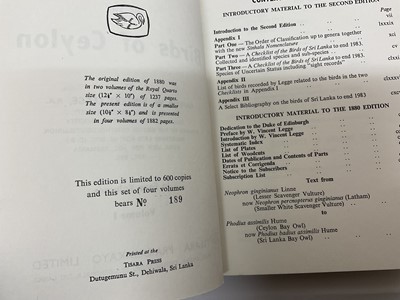 The original edition of 1880 was
in two volumes of the Royal Quarto
size (12¾" × 10") of 1237 pages.
The present edition is of a smaller
size (10¾" × 8¼") and is presented
in four volumes of 1882 pages.
This edition is limited to 600 copies
and this set of four volumes
bears No 189
Printed at the
TISARA PRESS
Dutugemunu St., Dehiwala, Sri Lanka
INTRODUCTORY MATERIAL TO THE SECOND EDITION
Page
Introduction to the Second Edition vii
Appendix I lxxxix
Part One — The Order of Classification up to genera together
with the new Sinhala Nomenclature
Part Two — A Checklist of the Birds of Sri Lanka to end 1983.
Collected and identified species and sub-species
Part Three — A Checklist of the Birds of Sri Lanka to end 1983.
Species of Uncertain Status including "sight records"
Appendix II
List of birds recorded by Legge related to the birds in the two
Checklists in Appendix I
Appendix III
A Select Bibliography on the birds of Sri Lanka to end 1983.
INTRODUCTORY MATERIAL TO THE 1880 EDITION
Dedication to the Duke of Edinburgh
Preface by W. Vincent Legge
Introduction by W. Vincent Legge
Systematic Index
List of Plates
List of Woodcuts
Dates of Publication and Contents of Parts
Errata et Corrigenda
Notice to the Subscribers
Subscription List
Text from
Neophron ginginianus Linne
(Lesser Scavenger Vulture)
now Neophron percnopterus ginginianus (Latham)
(Smaller White Scavenger Vulture)
to
Phodius assimilis Hume
(Ceylon Bay Owl)
now Phodius badius assimilis Hume
(Sri Lanka Bay Owl)